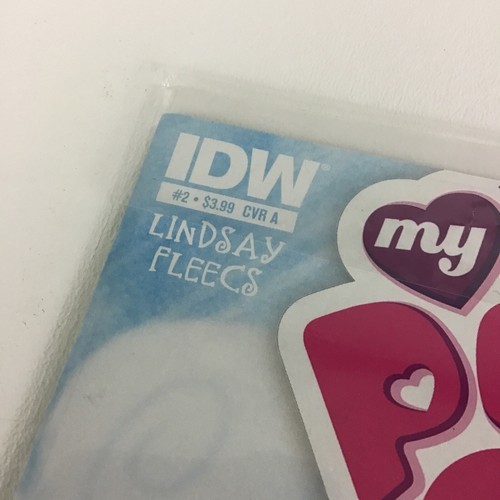 IDW
#2 • $3.99 CVR A
LINDSAY
FLEECS
my
P